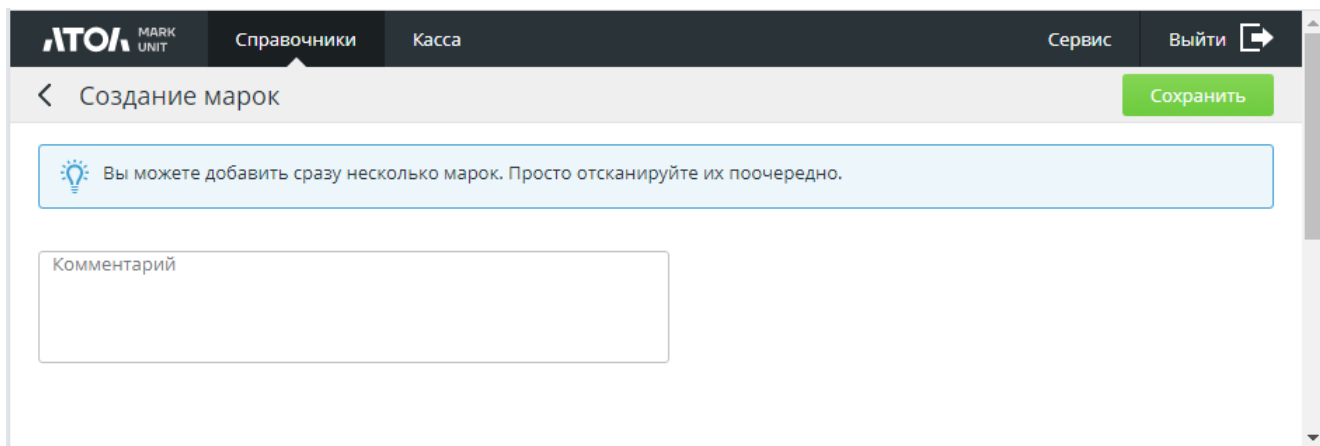 АТОЛ MARK UNIT Справочники Касса Сервис Выйти
Создание марок Сохранить
Вы можете добавить сразу несколько марок. Просто отсканируйте их поочередно.
Комментарий